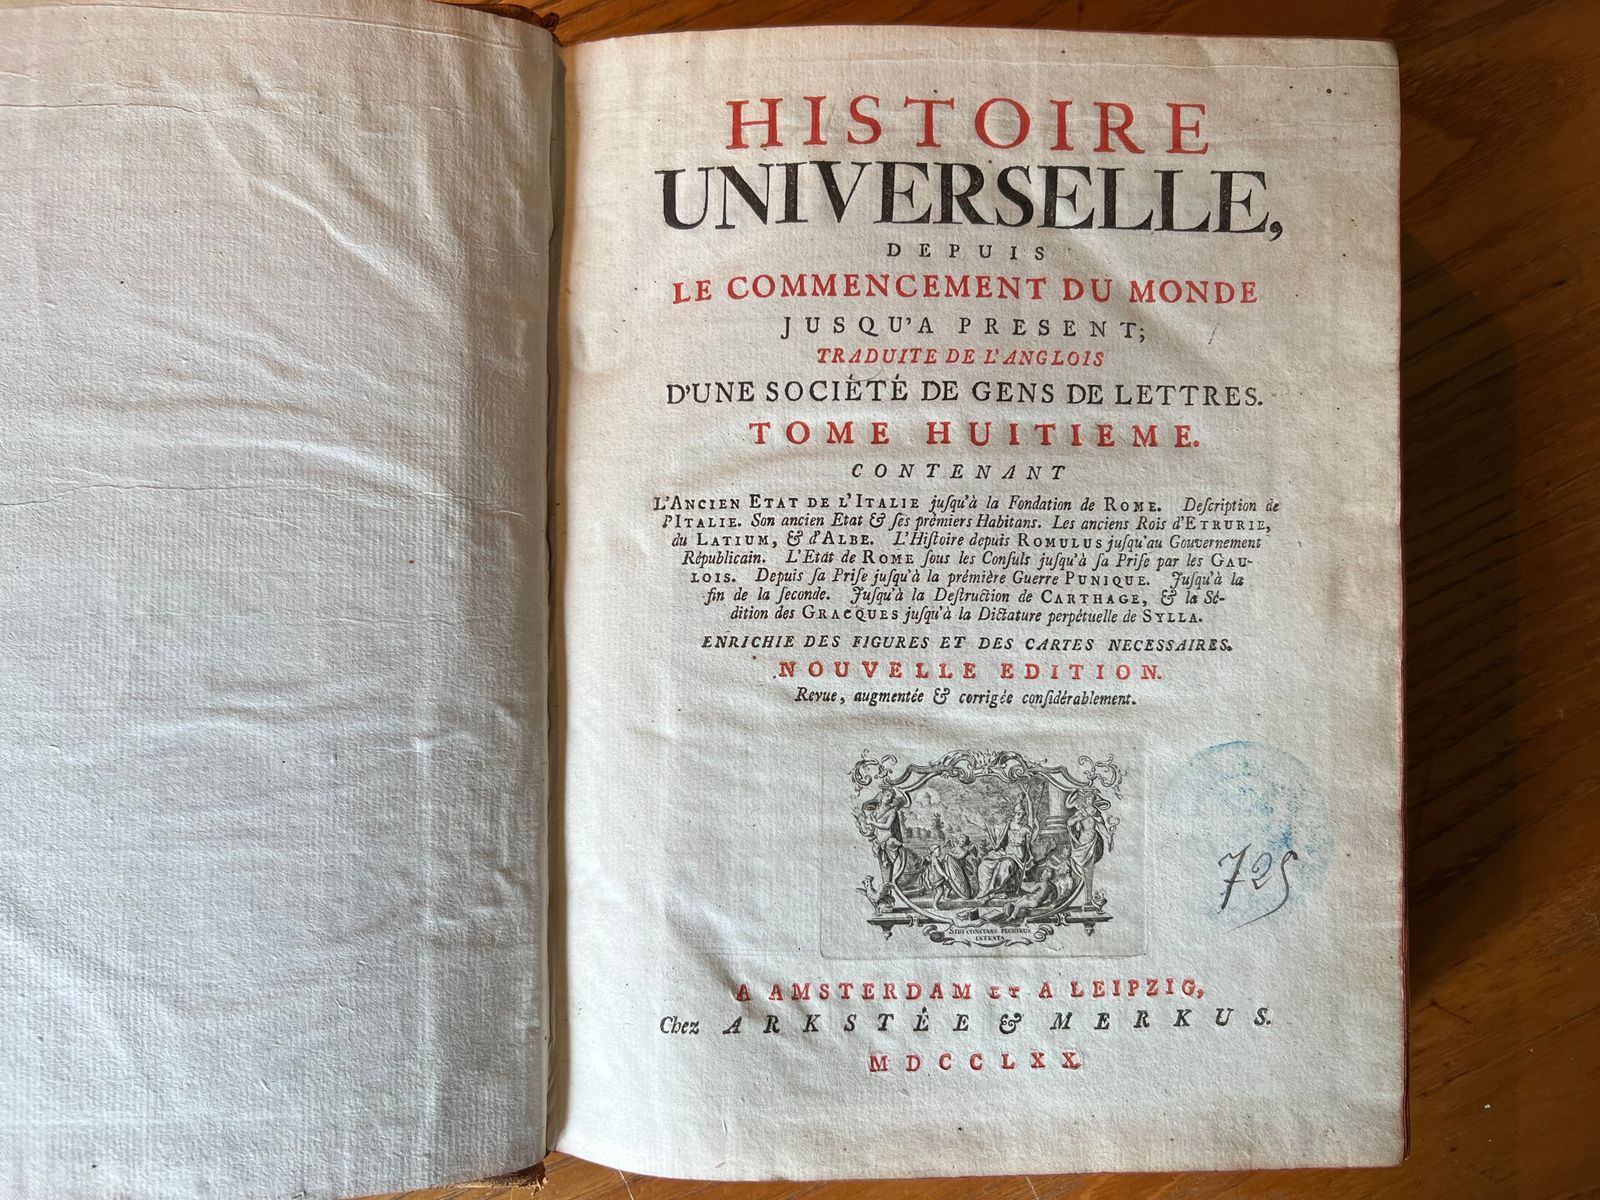 HISTOIRE
UNIVERSELLE,
DEPUIS
LE COMMENCEMENT DU MONDE
JUSQU'A PRESENT;
TRADUITE DE L'ANGLOIS
D'UNE SOCIÉTÉ DE GENS DE LETTRES.
TOME HUITIEME.
CONTENANT
L'ANCIEN ETAT DE L'ITALIE juſqu'à la Fondation de ROME. Deſcription de
l'ITALIE. Son ancien Etat & ſes prémiers Habitans. Les anciens Rois d'ETRURIE,
du LATIUM, & d'ALBE. L'Hiſtoire depuis ROMULUS juſqu'au Gouvernement
Républicain. L'Etat de ROME ſous les Conſuls juſqu'à ſa Priſe par les GAU-
LOIS. Depuis ſa Priſe juſqu'à la prémière Guerre PUNIQUE. Juſqu'à la
fin de la ſeconde. Juſqu'à la Deſtruction de CARTHAGE, & la Sé-
dition des GRACQUES juſqu'à la Dictature perpétuelle de SYLLA.
ENRICHIE DES FIGURES ET DES CARTES NECESSAIRES.
NOUVELLE EDITION.
Revue, augmentée & corrigée conſidérablement.
725
SIBI CONSTANS PLURIBUS
INTENTA
A AMSTERDAM ET A LEIPZIG,
Chez ARKSTÉE & MERKUS.
MDCCLXX